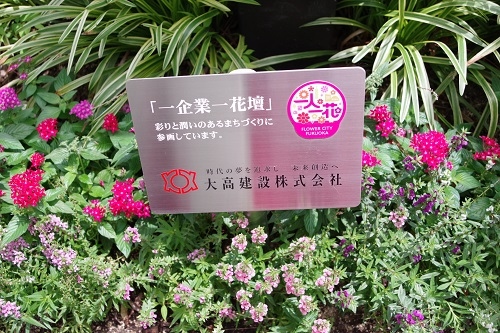 「一企業一花壇」
彩りと潤いのあるまちづくりに
参画しています。
一人一花
FLOWER CITY
FUKUOKA
時代の夢を運ぶ 未来創造へ
大高建設株式会社